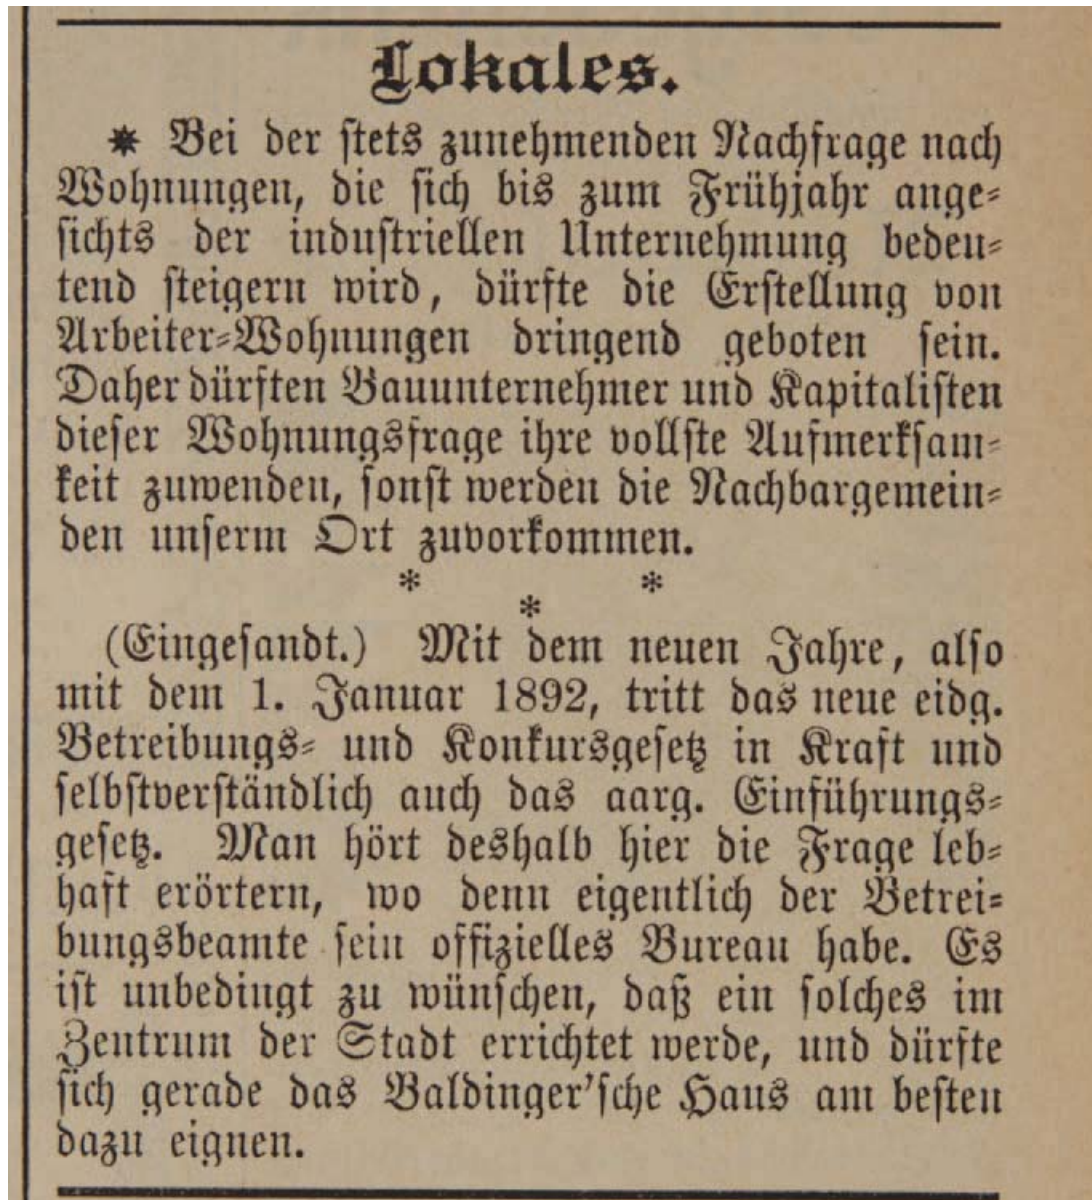 Lokales.
* Bei der stets zunehmenden Nachfrage nach
Wohnungen, die sich bis zum Frühjahr ange-
sichts der industriellen Unternehmung bedeu-
tend steigern wird, dürfte die Erstellung von
Arbeiter-Wohnungen dringend geboten sein.
Daher dürften Bauunternehmer und Kapitalisten
dieser Wohnungsfrage ihre vollste Aufmerksam-
keit zuwenden, sonst werden die Nachbargemein-
den unserm Ort zuvorkommen.
* * *
(Eingesandt.) Mit dem neuen Jahre, also
mit dem 1. Januar 1892, tritt das neue eidg.
Betreibungs- und Konkursgesetz in Kraft und
selbstverständlich auch das aarg. Einführungs-
gesetz. Man hört deshalb hier die Frage leb-
haft erörtern, wo denn eigentlich der Betrei-
bungsbeamte sein offizielles Bureau habe. Es
ist unbedingt zu wünschen, daß ein solches im
Zentrum der Stadt errichtet werde, und dürfte
sich gerade das Baldinger'sche Haus am besten
dazu eignen.